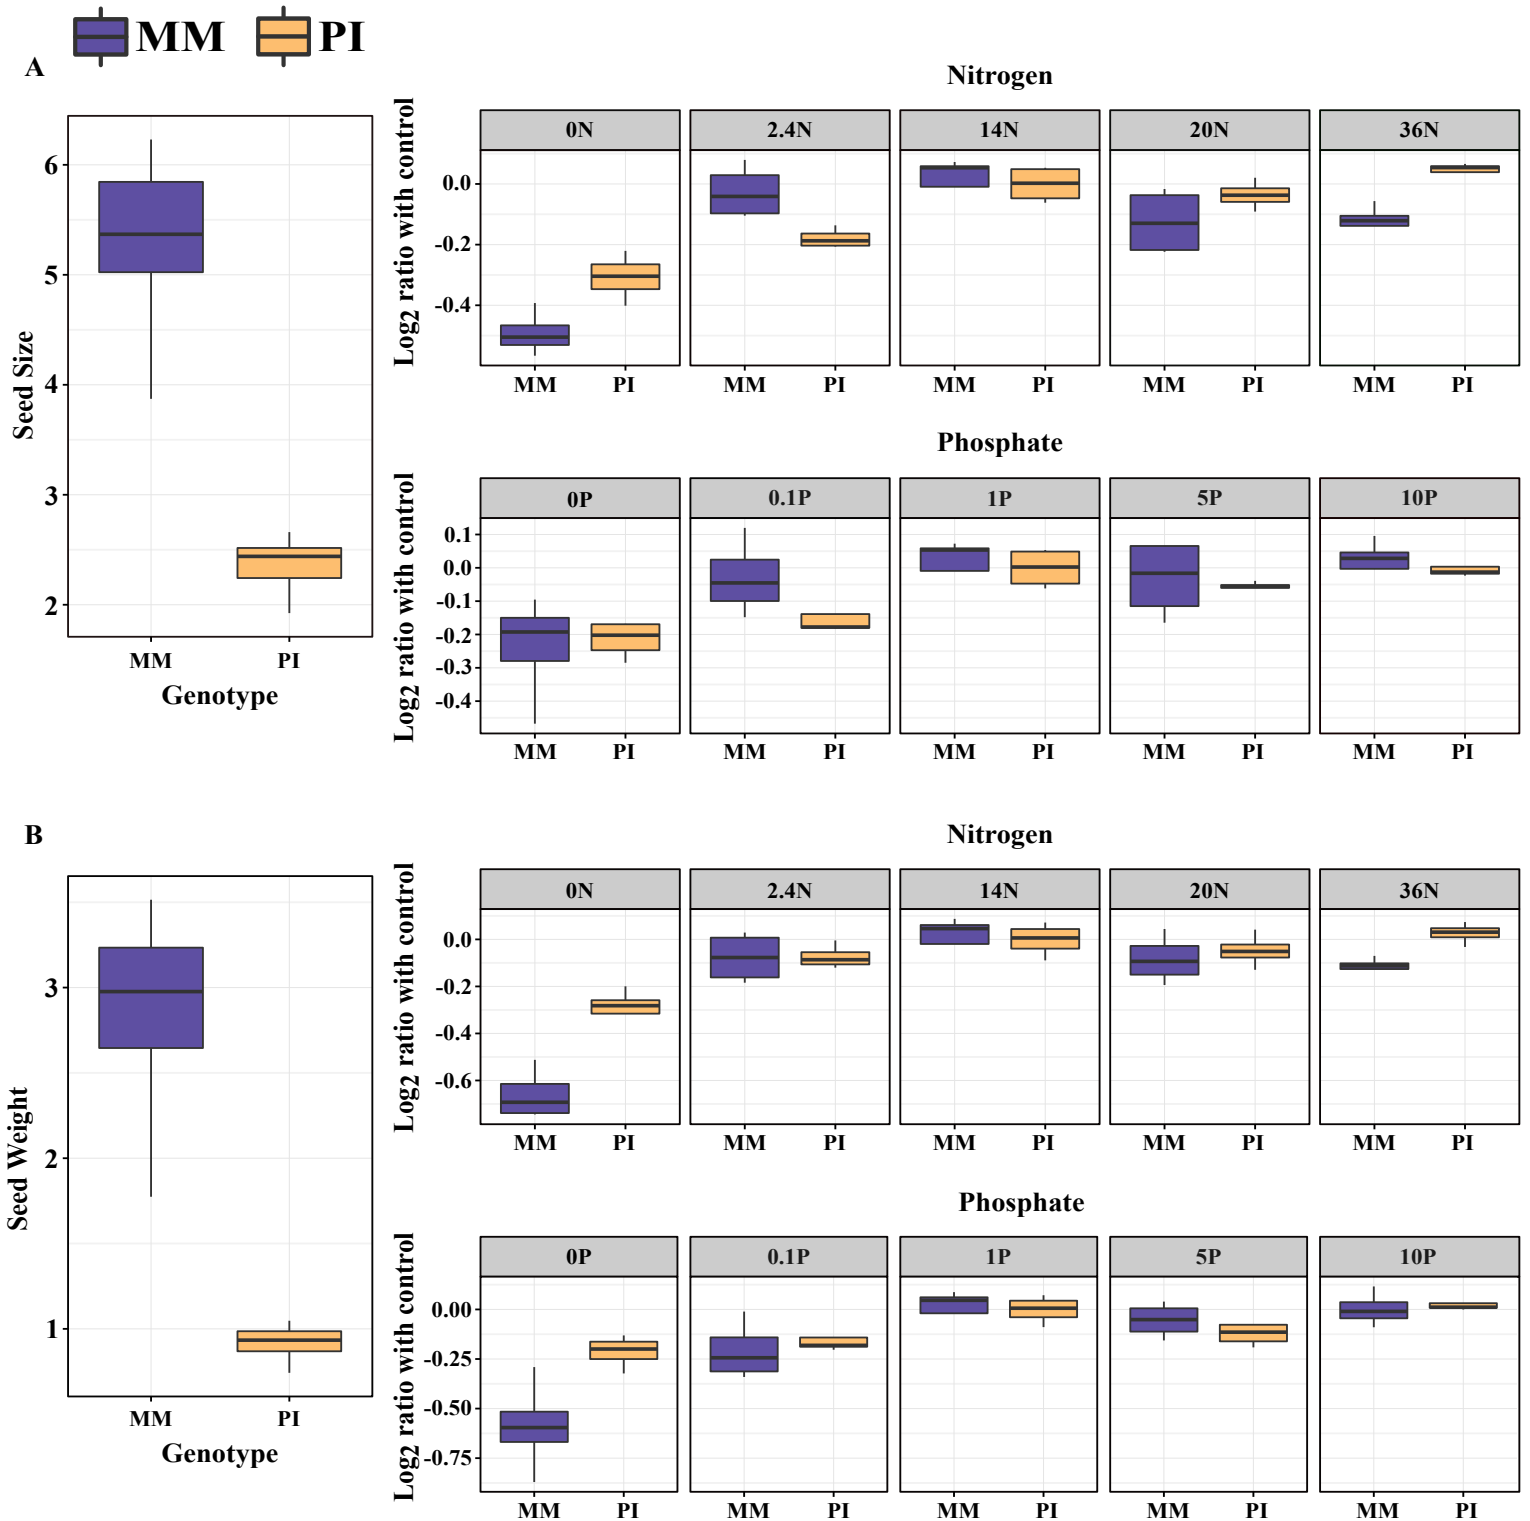 MM PI
A
Nitrogen
0N 2.4N 14N 20N 36N
Log2 ratio with control
0.0
-0.2
-0.4
MM PI MM PI MM PI MM PI MM PI
Seed Size
6
5
4
3
2
MM PI
Genotype
Phosphate
0P 0.1P 1P 5P 10P
Log2 ratio with control
0.1
0.0
-0.1
-0.2
-0.3
-0.4
MM PI MM PI MM PI MM PI MM PI
B
Nitrogen
0N 2.4N 14N 20N 36N
Log2 ratio with control
0.0
-0.2
-0.4
-0.6
MM PI MM PI MM PI MM PI MM PI
Seed Weight
3
2
1
MM PI
Genotype
Phosphate
0P 0.1P 1P 5P 10P
Log2 ratio with control
0.00
-0.25
-0.50
-0.75
MM PI MM PI MM PI MM PI MM PI